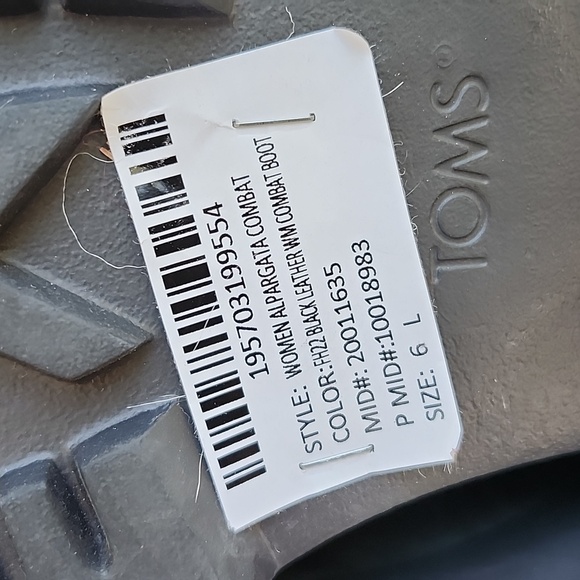 195703199554
STYLE: WOMEN ALPARGATA COMBAT
COLOR:FH22 BLACK LEATHER WM COMBAT BOOT
MID#: 20011635
P MID#:10018983
SIZE: 6 L
TOMS®